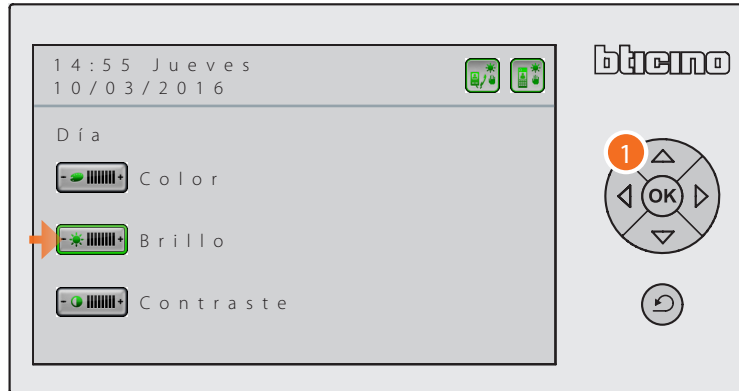 14:55 Jueves
10/03/2016
bticino
Día
Color
Brillo
Contraste
1
OK